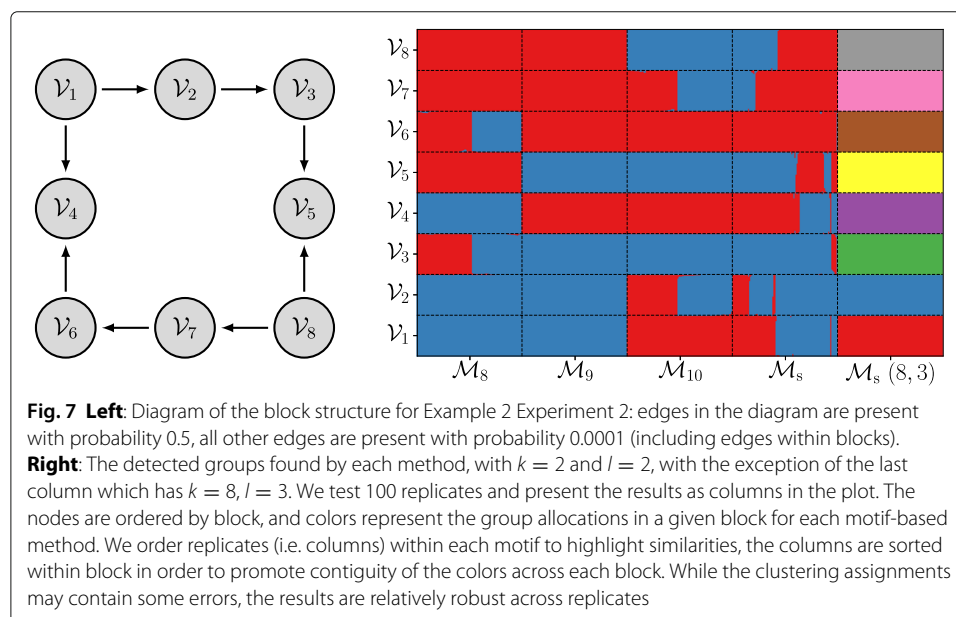 𝒱₁ 𝒱₂ 𝒱₃
𝒱₄ 𝒱₅
𝒱₆ 𝒱₇ 𝒱₈
𝒱₈
𝒱₇
𝒱₆
𝒱₅
𝒱₄
𝒱₃
𝒱₂
𝒱₁
ℳ₈ ℳ₉ ℳ₁₀ ℳₛ ℳₛ (8, 3)
Fig. 7 Left: Diagram of the block structure for Example 2 Experiment 2: edges in the diagram are present
with probability 0.5, all other edges are present with probability 0.0001 (including edges within blocks).
Right: The detected groups found by each method, with k = 2 and l = 2, with the exception of the last
column which has k = 8, l = 3. We test 100 replicates and present the results as columns in the plot. The
nodes are ordered by block, and colors represent the group allocations in a given block for each motif-based
method. We order replicates (i.e. columns) within each motif to highlight similarities, the columns are sorted
within block in order to promote contiguity of the colors across each block. While the clustering assignments
may contain some errors, the results are relatively robust across replicates